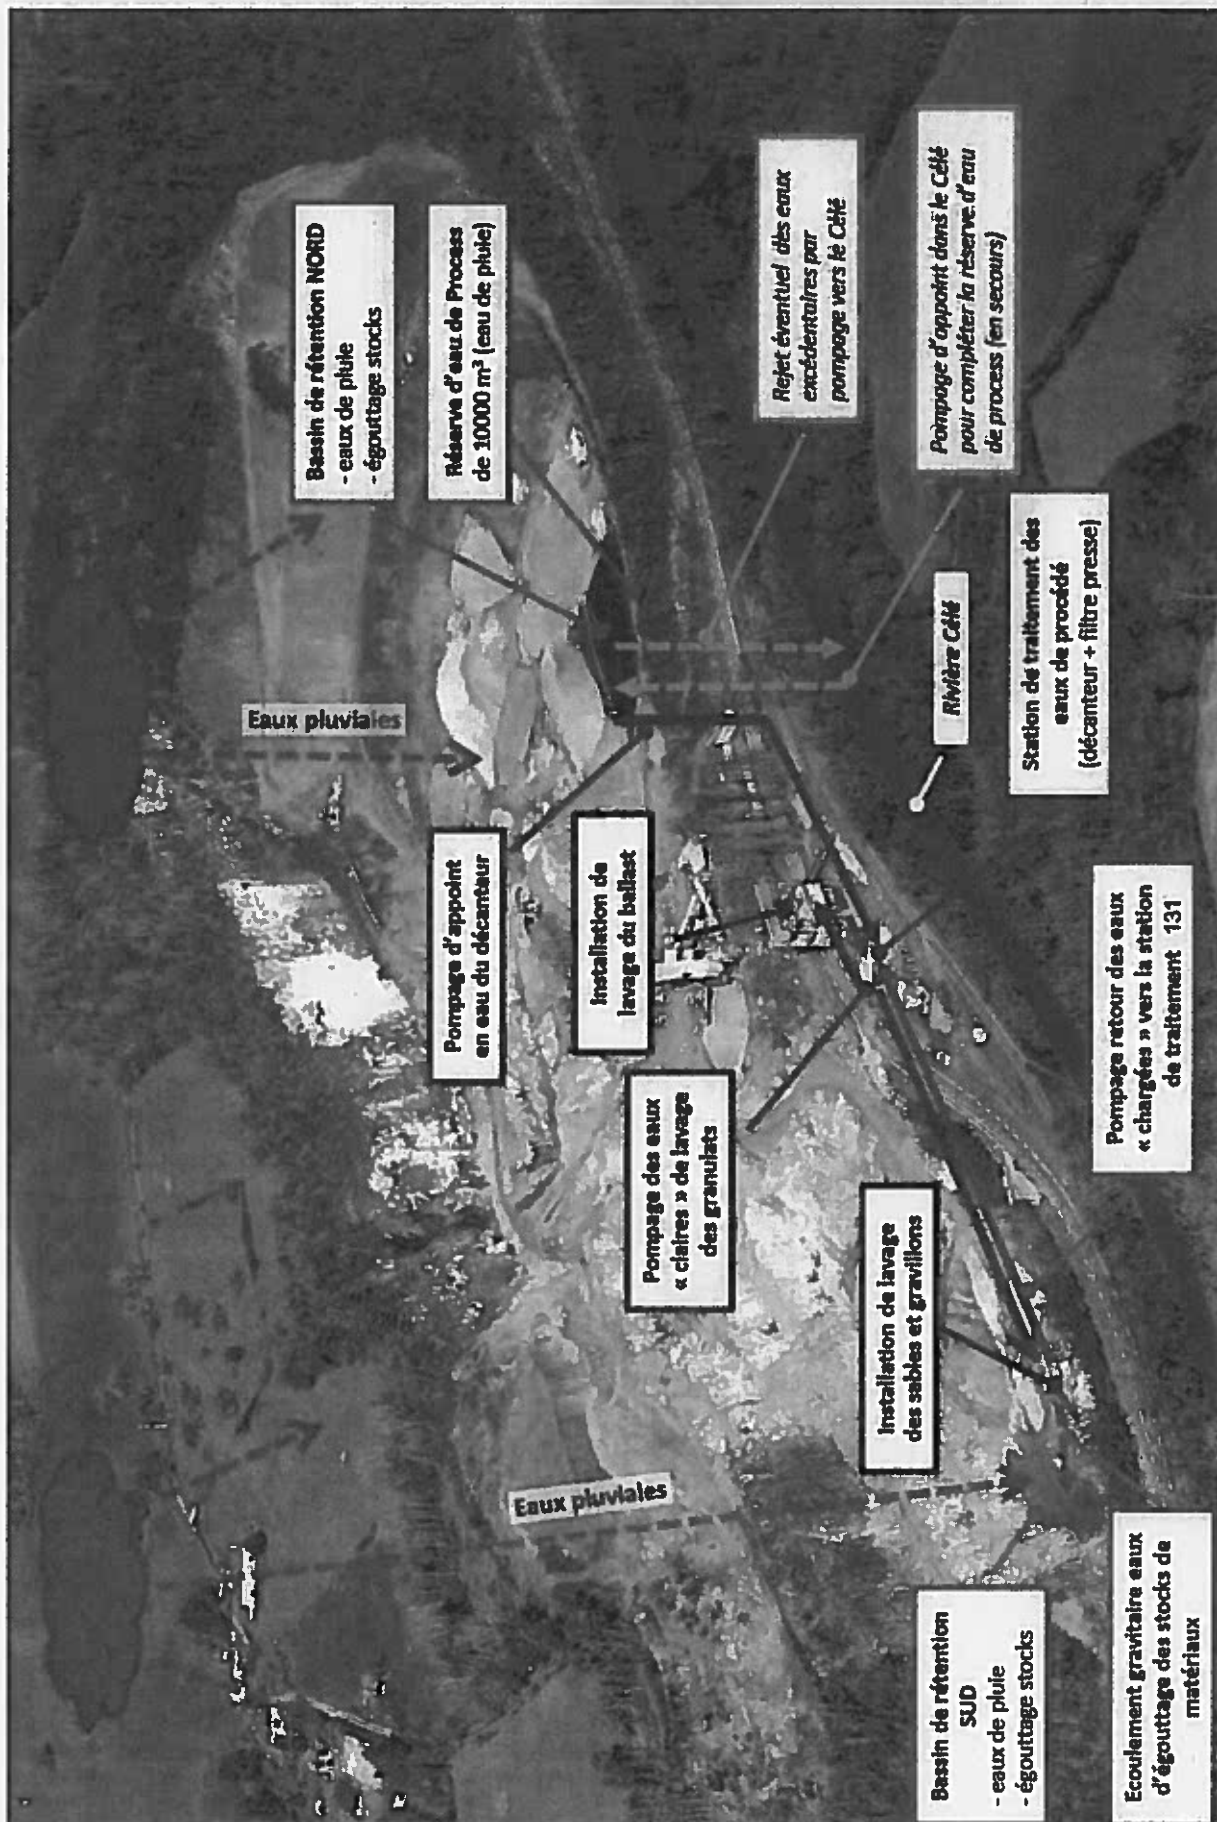 Eaux pluviales
Bassin de rétention NORD
- eaux de pluie
- égouttage stocks
Réserve d'eau de Process
de 10000 m³ (eau de pluie)
Pompage d'appoint
en eau du décanteur
Eaux pluviales
Installation de
lavage du ballast
Pompage des eaux
« claires » de lavage
des granulats
Rejet éventuel des eaux
excédentaires par
pompage vers le Célé
Installation de lavage
des sables et gravillons
Pompage d'appoint dans le Célé
pour compléter la réserve d'eau
de process (en secours)
Bassin de rétention
SUD
- eaux de pluie
- égouttage stocks
Rivière Célé
Station de traitement des
eaux de procédé
(décanteur + filtre presse)
Pompage retour des eaux
« chargées » vers la station
de traitement 131
Ecoulement gravitaire eaux
d'égouttage des stocks de
matériaux